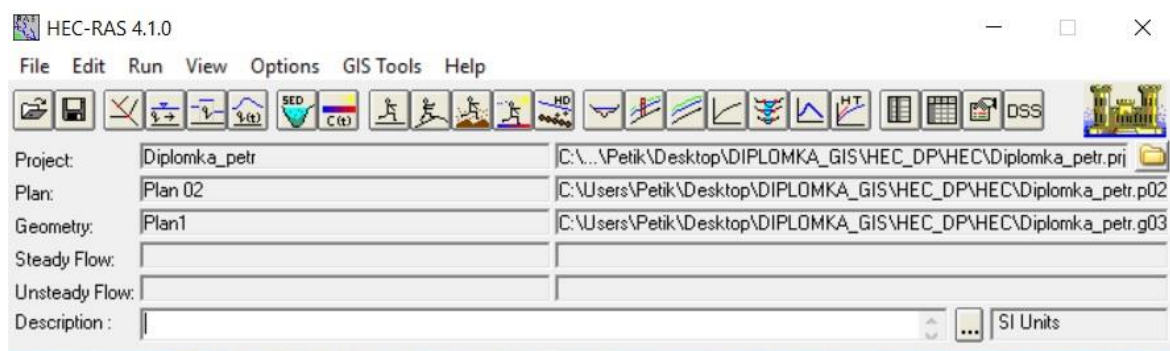 HEC-RAS 4.1.0
File Edit Run View Options GIS Tools Help
SED C(t) HD HT DSS
Project: Diplomka_petr C:\...\Petik\Desktop\DIPLOMKA_GIS\HEC_DP\HEC\Diplomka_petr.prj
Plan: Plan 02 C:\Users\Petik\Desktop\DIPLOMKA_GIS\HEC_DP\HEC\Diplomka_petr.p02
Geometry: Plan1 C:\Users\Petik\Desktop\DIPLOMKA_GIS\HEC_DP\HEC\Diplomka_petr.g03
Steady Flow:
Unsteady Flow:
Description : ... SI Units